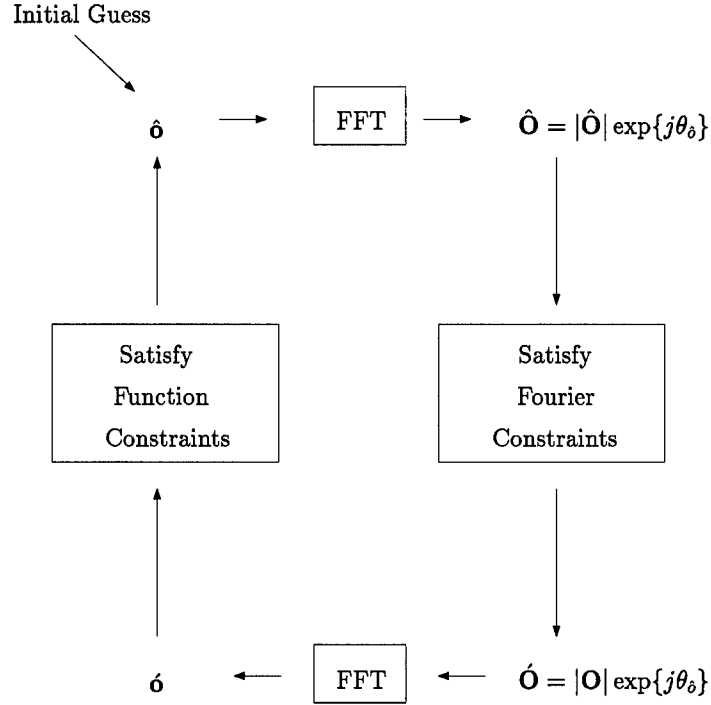 Initial Guess
ô
FFT
Ô = |Ô| exp{jθ_ô}
Satisfy
Function
Constraints
Satisfy
Fourier
Constraints
ó
FFT
Ó = |O| exp{jθ_ô}